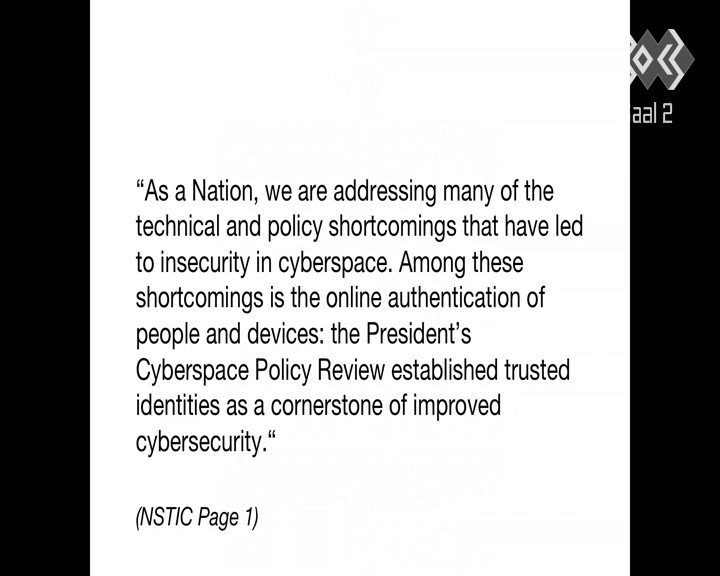 “As a Nation, we are addressing many of the
technical and policy shortcomings that have led
to insecurity in cyberspace. Among these
shortcomings is the online authentication of
people and devices: the President’s
Cyberspace Policy Review established trusted
identities as a cornerstone of improved
cybersecurity.“
(NSTIC Page 1)
aal 2